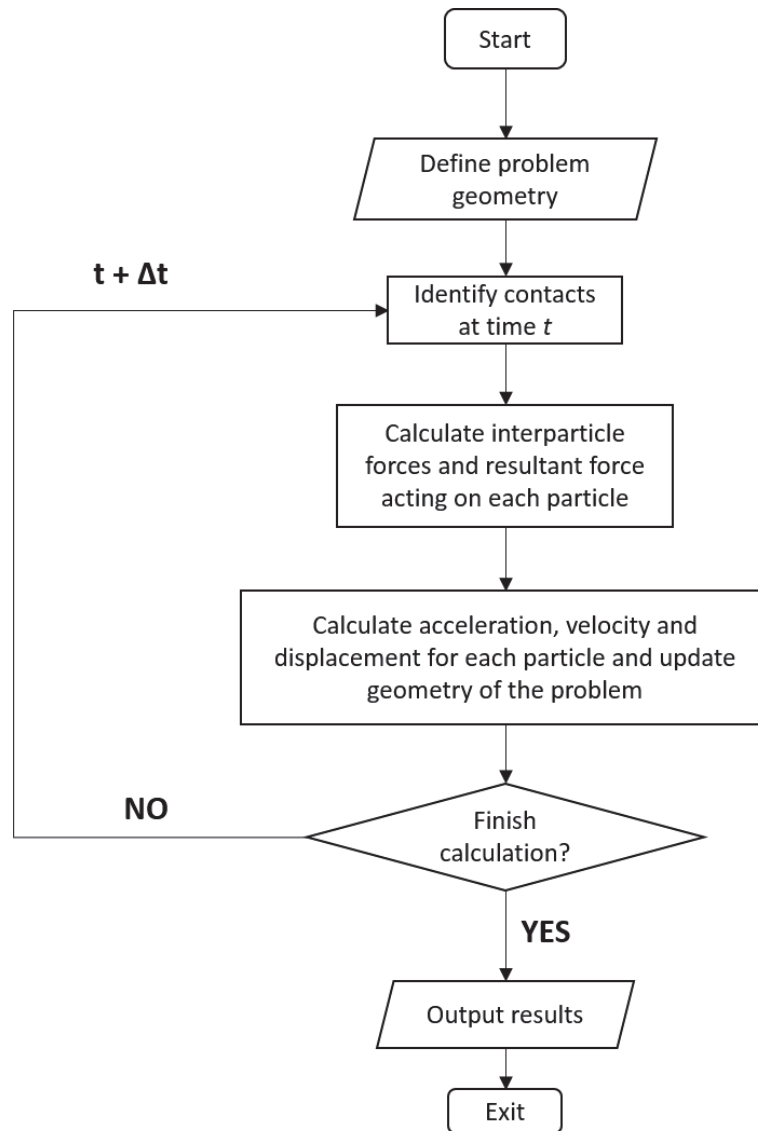 Start
Define problem
geometry
t + Δt
Identify contacts
at time t
Calculate interparticle
forces and resultant force
acting on each particle
Calculate acceleration, velocity and
displacement for each particle and update
geometry of the problem
NO
Finish
calculation?
YES
Output results
Exit